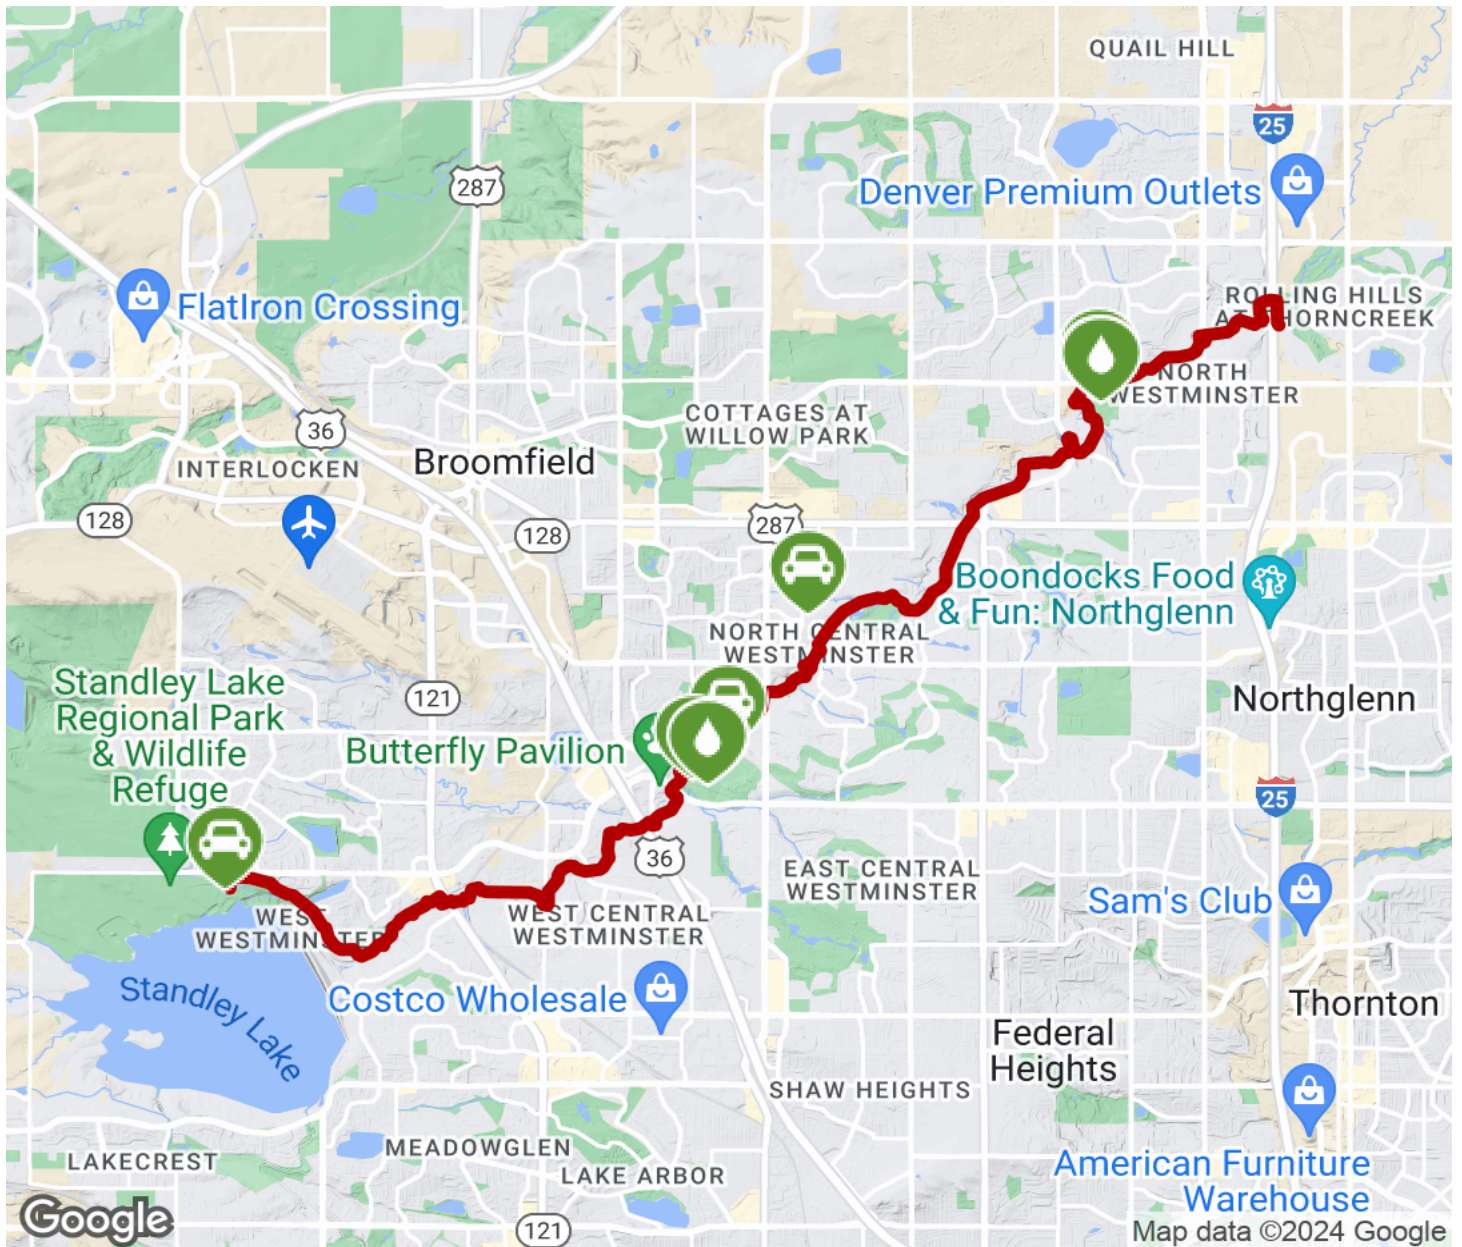 QUAIL HILL
25
287
Denver Premium Outlets
FlatIron Crossing
ROLLING HILLS
AT THORNCREEK
NORTH
WESTMINSTER
36
COTTAGES AT
WILLOW PARK
Broomfield
INTERLOCKEN
128
128
287
Boondocks Food
& Fun: Northglenn
NORTH CENTRAL
WESTMINSTER
Standley Lake
Regional Park
& Wildlife
Refuge
121
Northglenn
Butterfly Pavilion
25
36
EAST CENTRAL
WESTMINSTER
Sam's Club
WEST
WESTMINSTER
WEST CENTRAL
WESTMINSTER
Standley Lake
Costco Wholesale
Thornton
Federal
Heights
SHAW HEIGHTS
MEADOWGLEN
LAKECREST
LAKE ARBOR
American Furniture
Warehouse
Google
121
Map data ©2024 Google